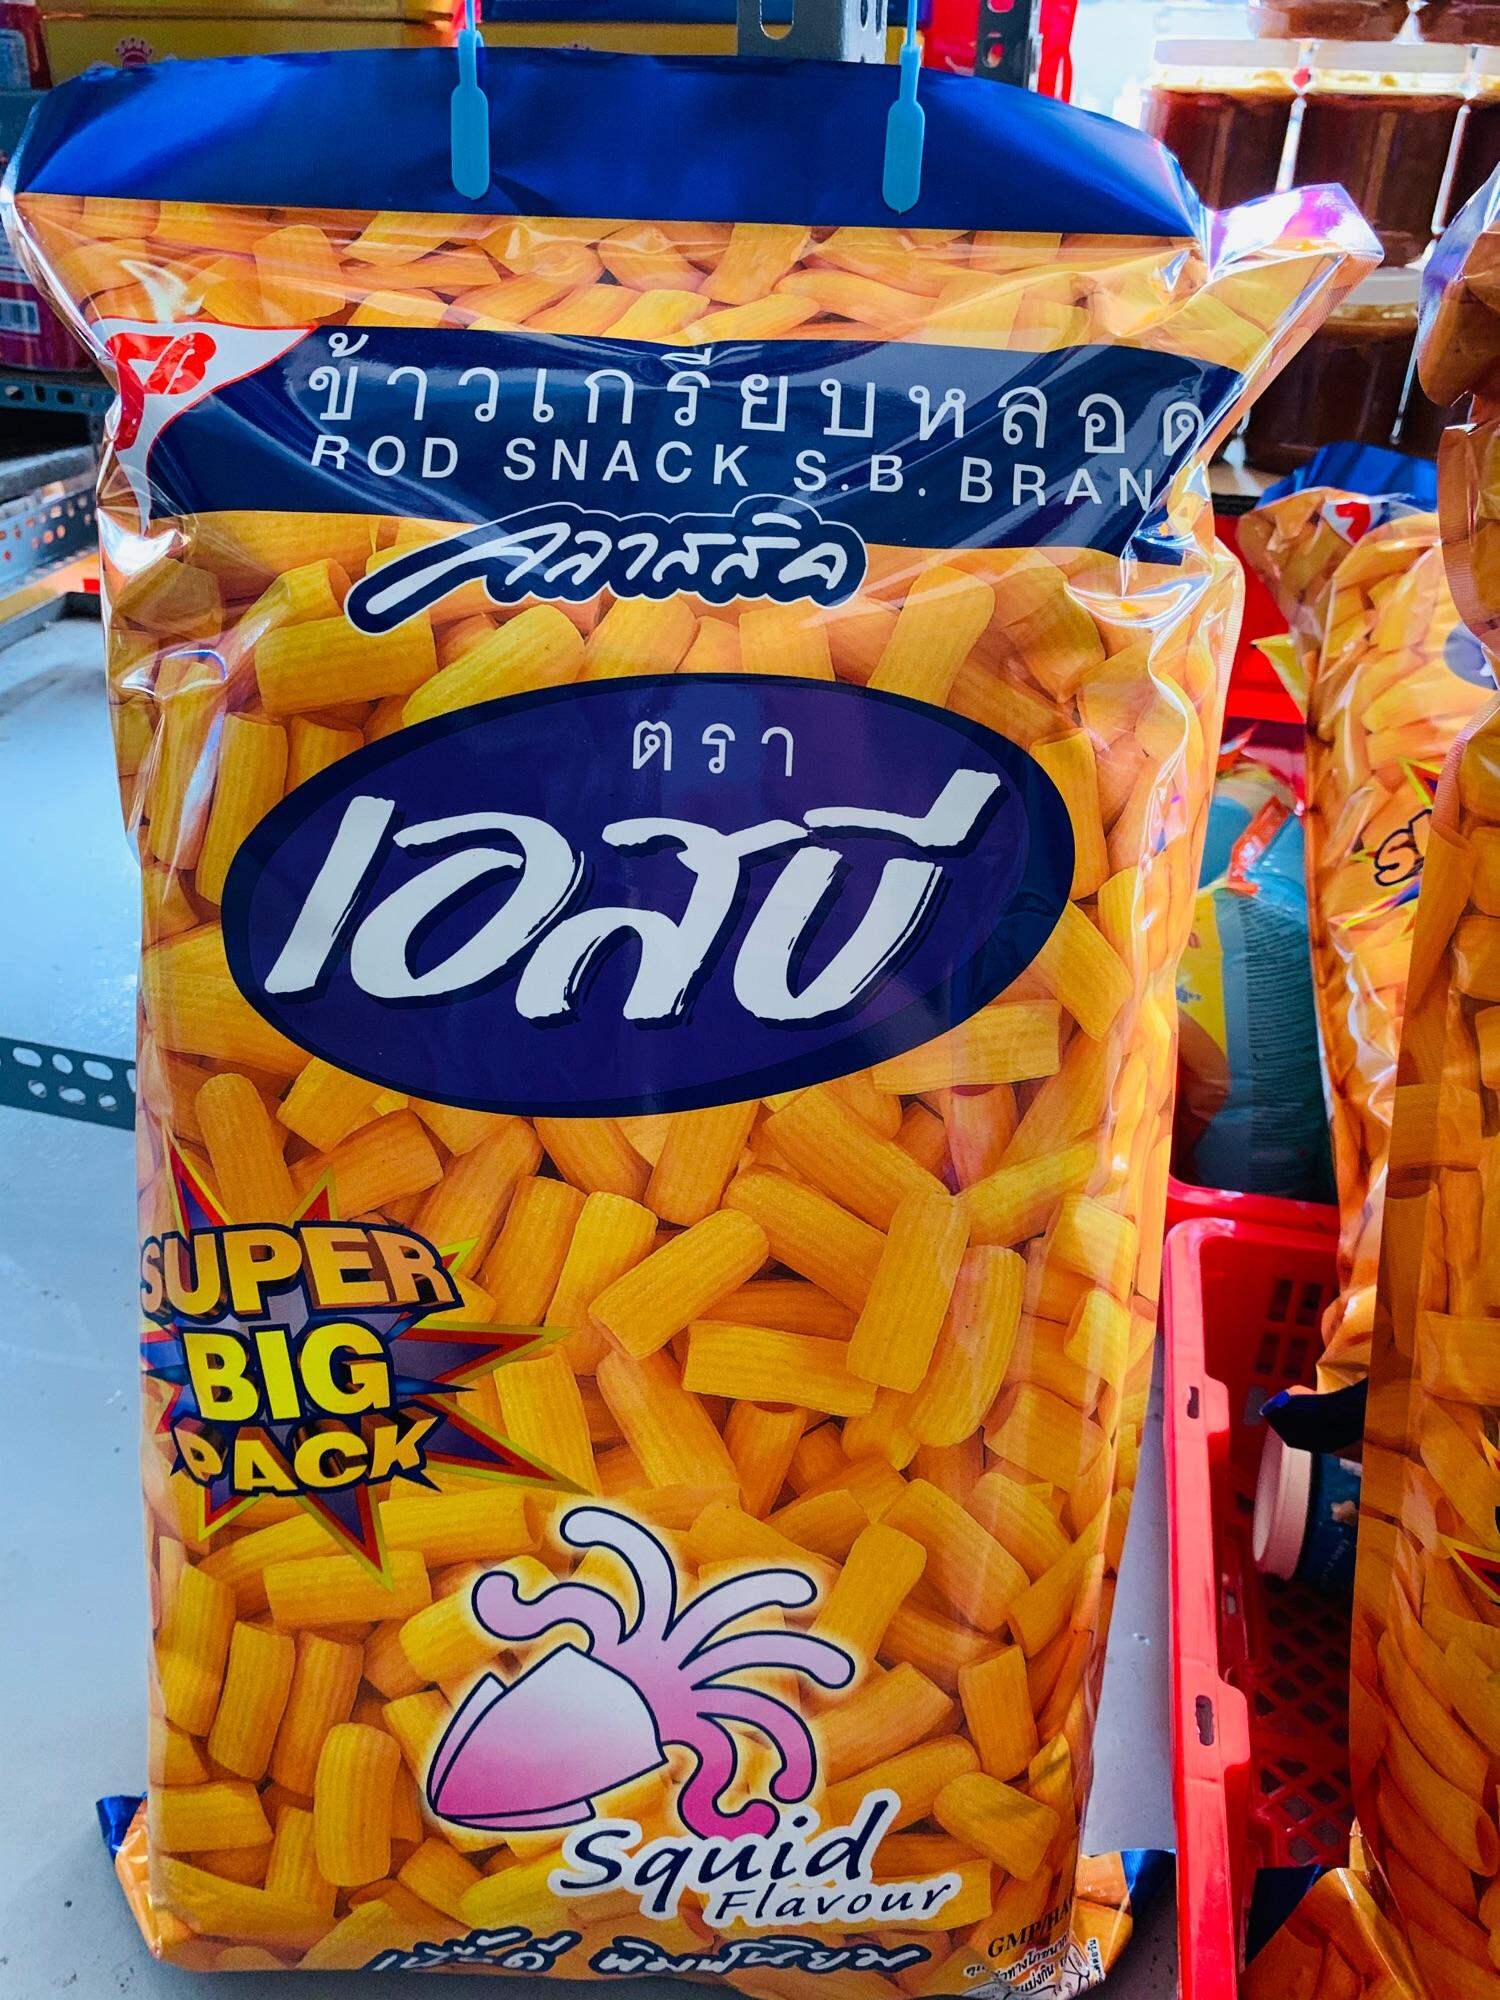 ข้าวเกรียบหลอด
ROD SNACK S.B. BRAN
คลาสสิค
ตรา
เอสบี
SUPER
BIG
PACK
Squid
Flavour